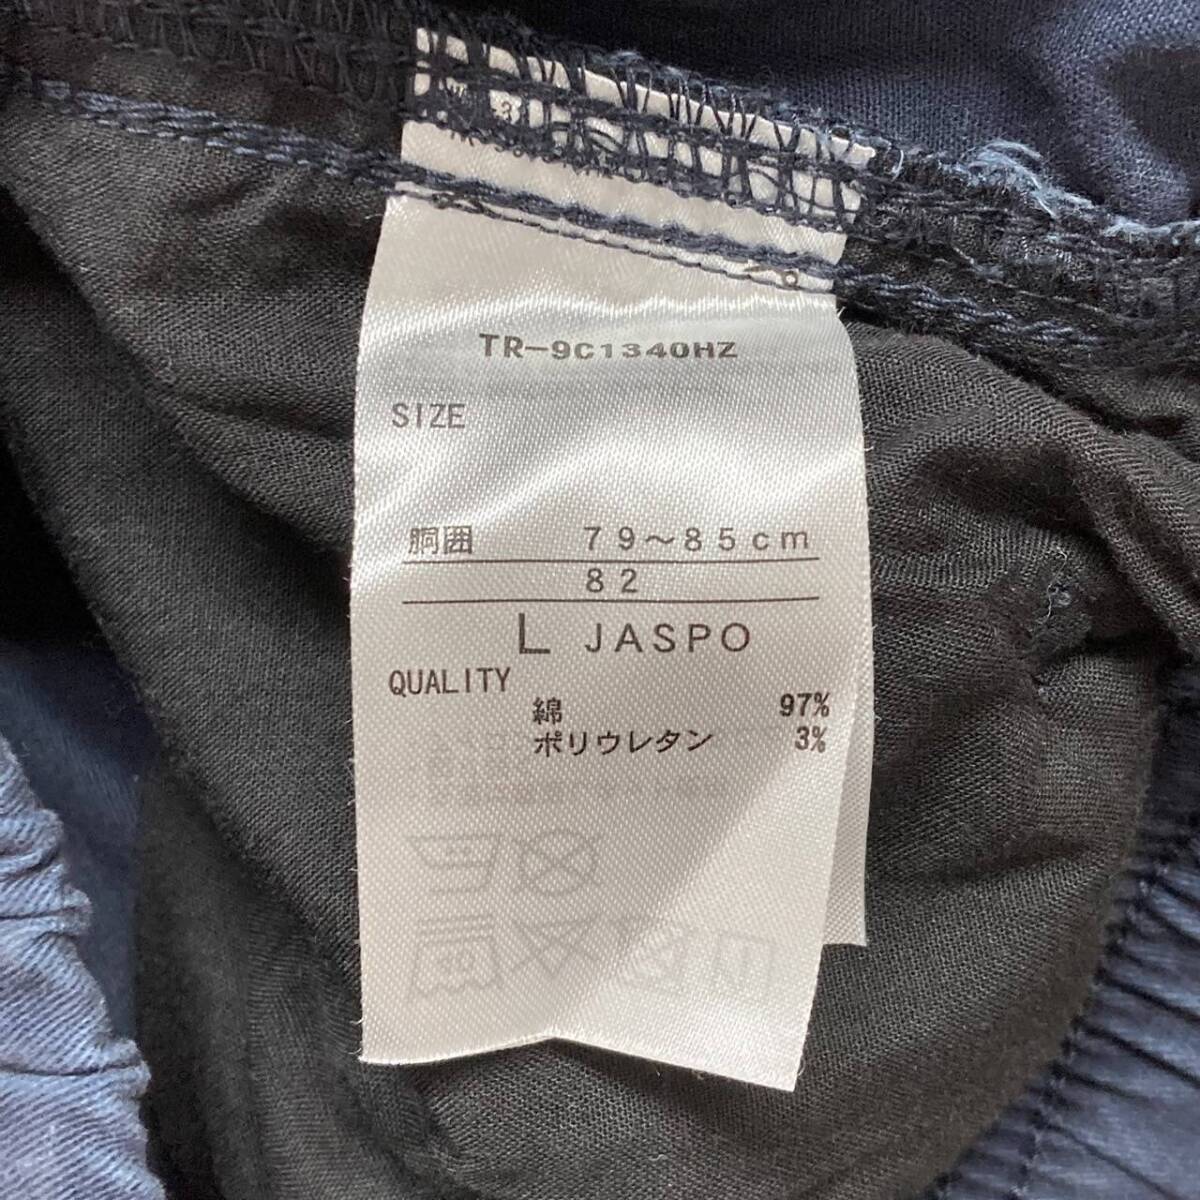 TR-9C1340HZ
SIZE
胴囲 79～85cm
82
L JASPO
QUALITY
綿 97%
ポリウレタン 3%